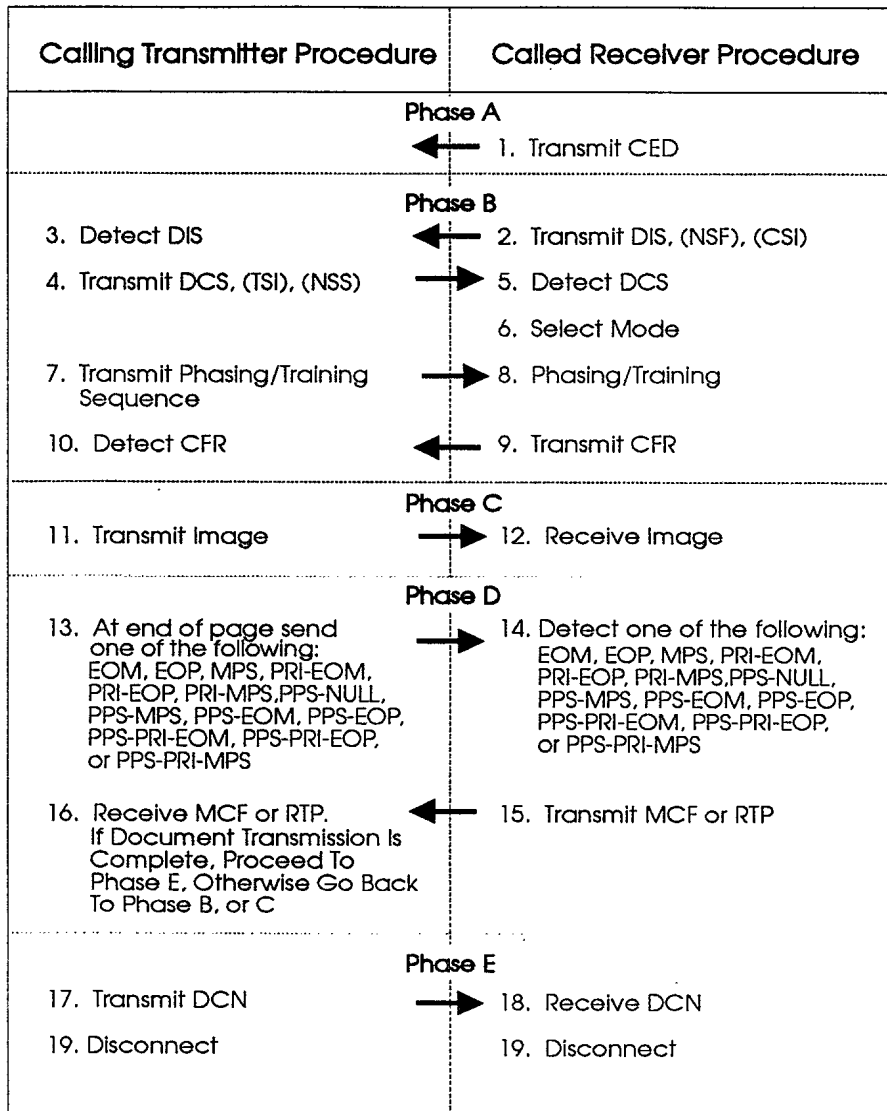 Calling Transmitter Procedure
Called Receiver Procedure
Phase A
1. Transmit CED
Phase B
3. Detect DIS
2. Transmit DIS, (NSF), (CSI)
4. Transmit DCS, (TSI), (NSS)
5. Detect DCS
6. Select Mode
7. Transmit Phasing/Training
Sequence
8. Phasing/Training
10. Detect CFR
9. Transmit CFR
Phase C
11. Transmit Image
12. Receive Image
Phase D
13. At end of page send
one of the following:
EOM, EOP, MPS, PRI-EOM,
PRI-EOP, PRI-MPS,PPS-NULL,
PPS-MPS, PPS-EOM, PPS-EOP,
PPS-PRI-EOM, PPS-PRI-EOP,
or PPS-PRI-MPS
14. Detect one of the following:
EOM, EOP, MPS, PRI-EOM,
PRI-EOP, PRI-MPS,PPS-NULL,
PPS-MPS, PPS-EOM, PPS-EOP,
PPS-PRI-EOM, PPS-PRI-EOP,
or PPS-PRI-MPS
16. Receive MCF or RTP.
If Document Transmission Is
Complete, Proceed To
Phase E, Otherwise Go Back
To Phase B, or C
15. Transmit MCF or RTP
Phase E
17. Transmit DCN
18. Receive DCN
19. Disconnect
19. Disconnect